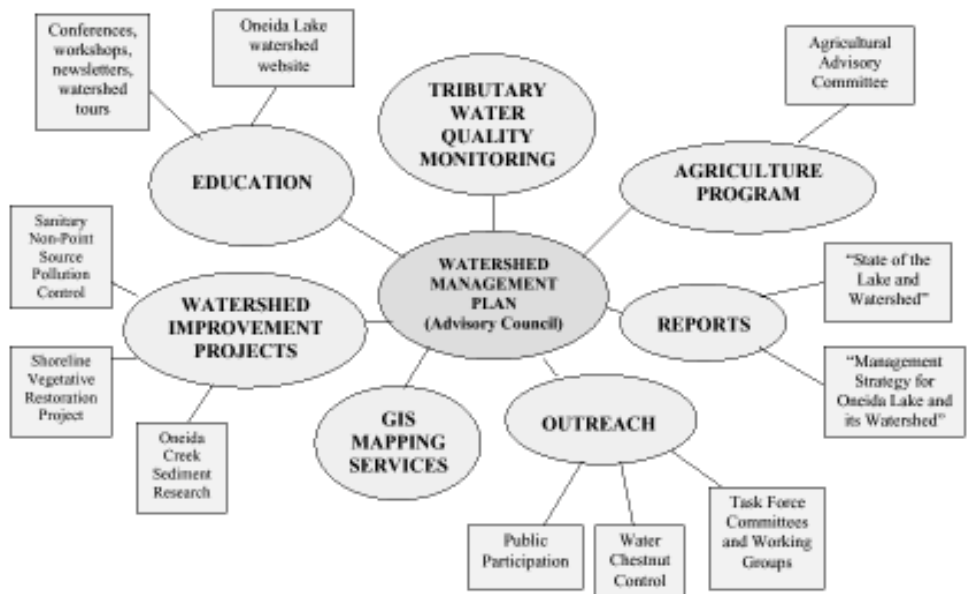 Conferences,
workshops,
newsletters,
watershed
tours
Oneida Lake
watershed
website
TRIBUTARY
WATER
QUALITY
MONITORING
Agricultural
Advisory
Committee
EDUCATION
AGRICULTURE
PROGRAM
Sanitary
Non-Point
Source
Pollution
Control
WATERSHED
MANAGEMENT
PLAN
(Advisory Council)
“State of the
Lake and
Watershed”
WATERSHED
IMPROVEMENT
PROJECTS
REPORTS
Shoreline
Vegetative
Restoration
Project
“Management
Strategy for
Oneida Lake and
its Watershed”
Oneida
Creek
Sediment
Research
GIS
MAPPING
SERVICES
OUTREACH
Public
Participation
Water
Chestnut
Control
Task Force
Committees
and Working
Groups